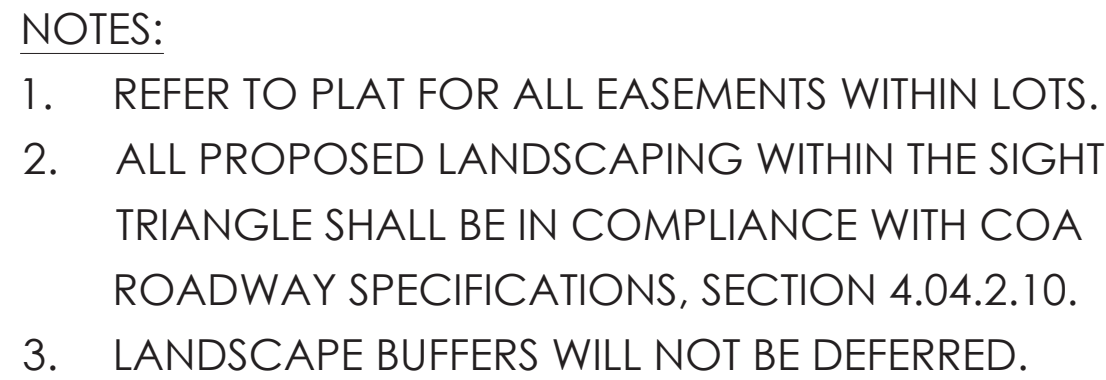 NOTES:
1. REFER TO PLAT FOR ALL EASEMENTS WITHIN LOTS.
2. ALL PROPOSED LANDSCAPING WITHIN THE SIGHT
TRIANGLE SHALL BE IN COMPLIANCE WITH COA
ROADWAY SPECIFICATIONS, SECTION 4.04.2.10.
3. LANDSCAPE BUFFERS WILL NOT BE DEFERRED.